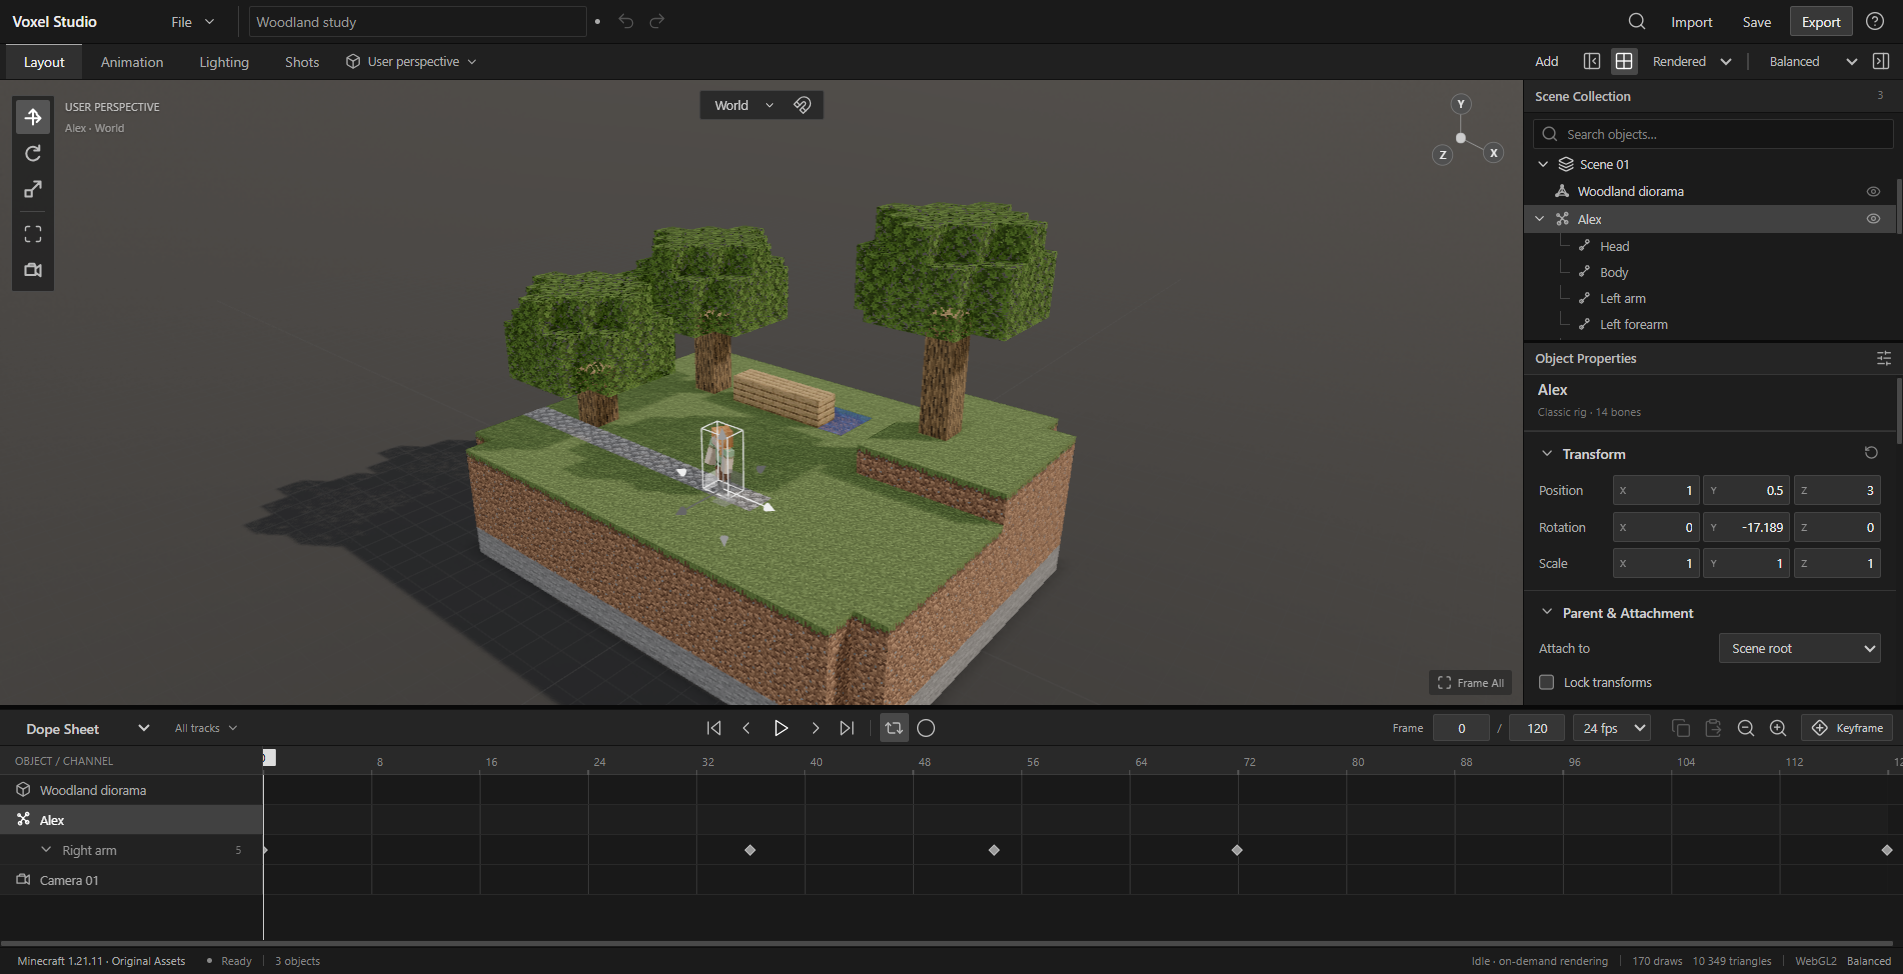 Voxel Studio
File
Woodland study
Import
Save
Export
Layout
Animation
Lighting
Shots
User perspective
Add
Rendered
Balanced
USER PERSPECTIVE
Alex · World
World
Y
Z
X
Frame All
Scene Collection
3
Search objects...
Scene 01
Woodland diorama
Alex
Head
Body
Left arm
Left forearm
Object Properties
Alex
Classic rig · 14 bones
Transform
Position X 1 Y 0.5 Z 3
Rotation X 0 Y -17.189 Z 0
Scale X 1 Y 1 Z 1
Parent & Attachment
Attach to Scene root
Lock transforms
Dope Sheet
All tracks
Frame 0 / 120
24 fps
Keyframe
OBJECT / CHANNEL
8 16 24 32 40 48 56 64 72 80 88 96 104 112
Woodland diorama
Alex
Right arm 5
Camera 01
Minecraft 1.21.11 · Original Assets
Ready
3 objects
Idle · on-demand rendering
170 draws
10 349 triangles
WebGL2
Balanced